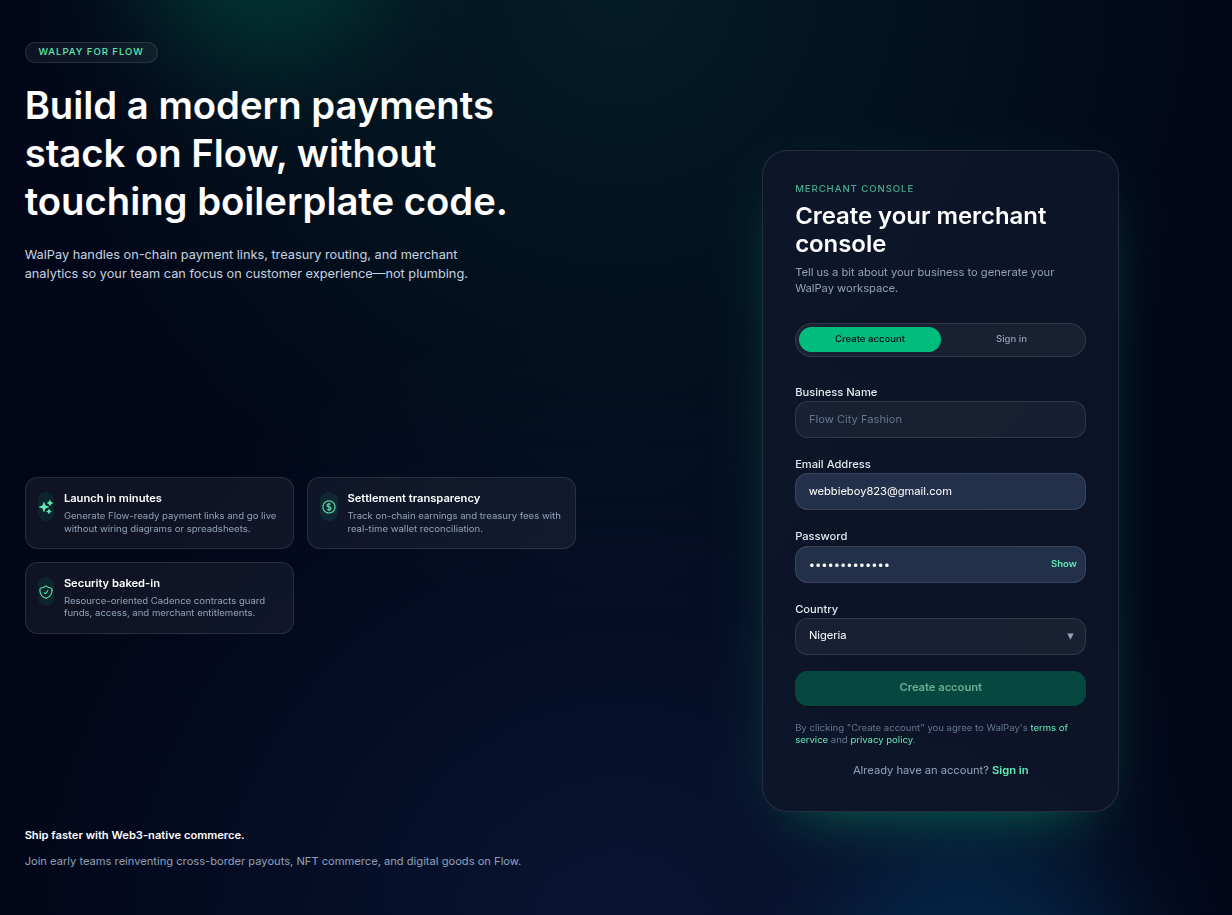 WALPAY FOR FLOW
Build a modern payments
stack on Flow, without
touching boilerplate code.
WalPay handles on-chain payment links, treasury routing, and merchant
analytics so your team can focus on customer experience—not plumbing.
Launch in minutes
Generate Flow-ready payment links and go live
without wiring diagrams or spreadsheets.
Settlement transparency
Track on-chain earnings and treasury fees with
real-time wallet reconciliation.
Security baked-in
Resource-oriented Cadence contracts guard
funds, access, and merchant entitlements.
Ship faster with Web3-native commerce.
Join early teams reinventing cross-border payouts, NFT commerce, and digital goods on Flow.
MERCHANT CONSOLE
Create your merchant
console
Tell us a bit about your business to generate your
WalPay workspace.
Create account
Sign in
Business Name
Flow City Fashion
Email Address
webbieboy823@gmail.com
Password
•••••••••••••
Show
Country
Nigeria
Create account
By clicking "Create account" you agree to WalPay's terms of
service and privacy policy.
Already have an account? Sign in